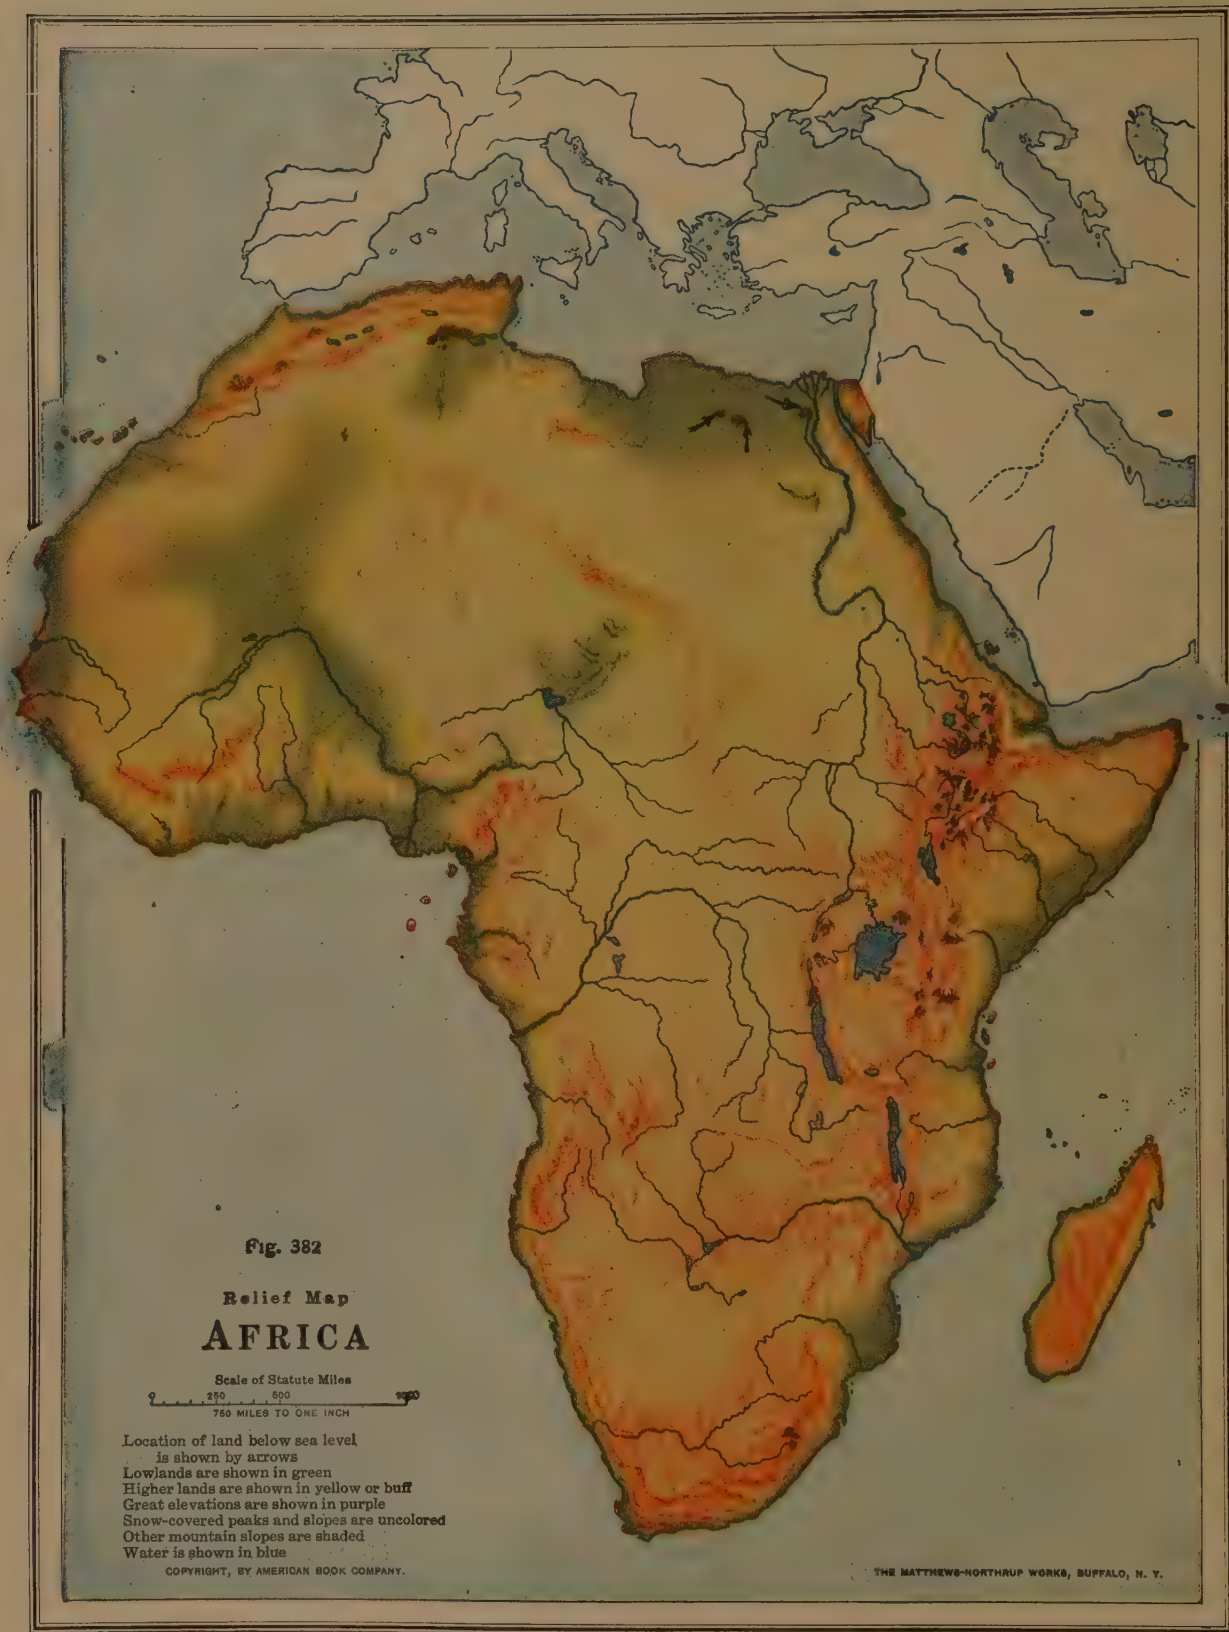 Fig. 382
Relief Map
AFRICA
Scale of Statute Miles
0 250 500 1000
750 MILES TO ONE INCH
Location of land below sea level
is shown by arrows
Lowlands are shown in green
Higher lands are shown in yellow or buff
Great elevations are shown in purple
Snow-covered peaks and slopes are uncolored
Other mountain slopes are shaded
Water is shown in blue
COPYRIGHT, BY AMERICAN BOOK COMPANY.
THE MATTHEWS-NORTHRUP WORKS, BUFFALO, N. Y.